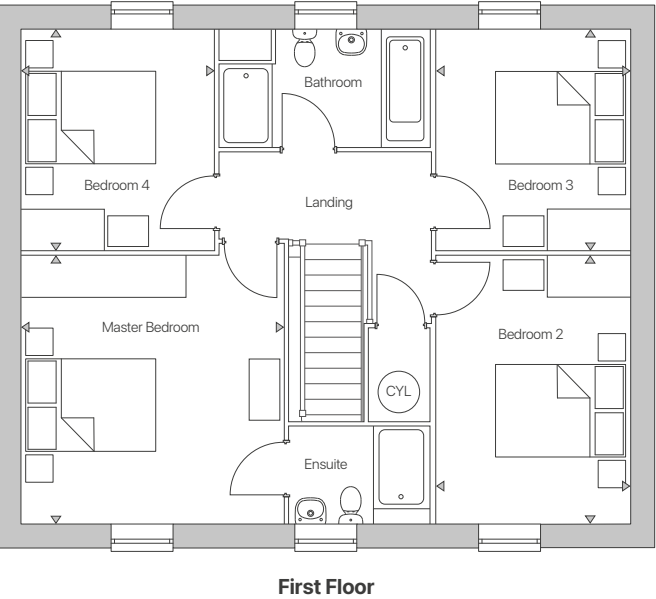 Bathroom
Bedroom 4
Bedroom 3
Landing
Master Bedroom
Bedroom 2
CYL
Ensuite
First Floor